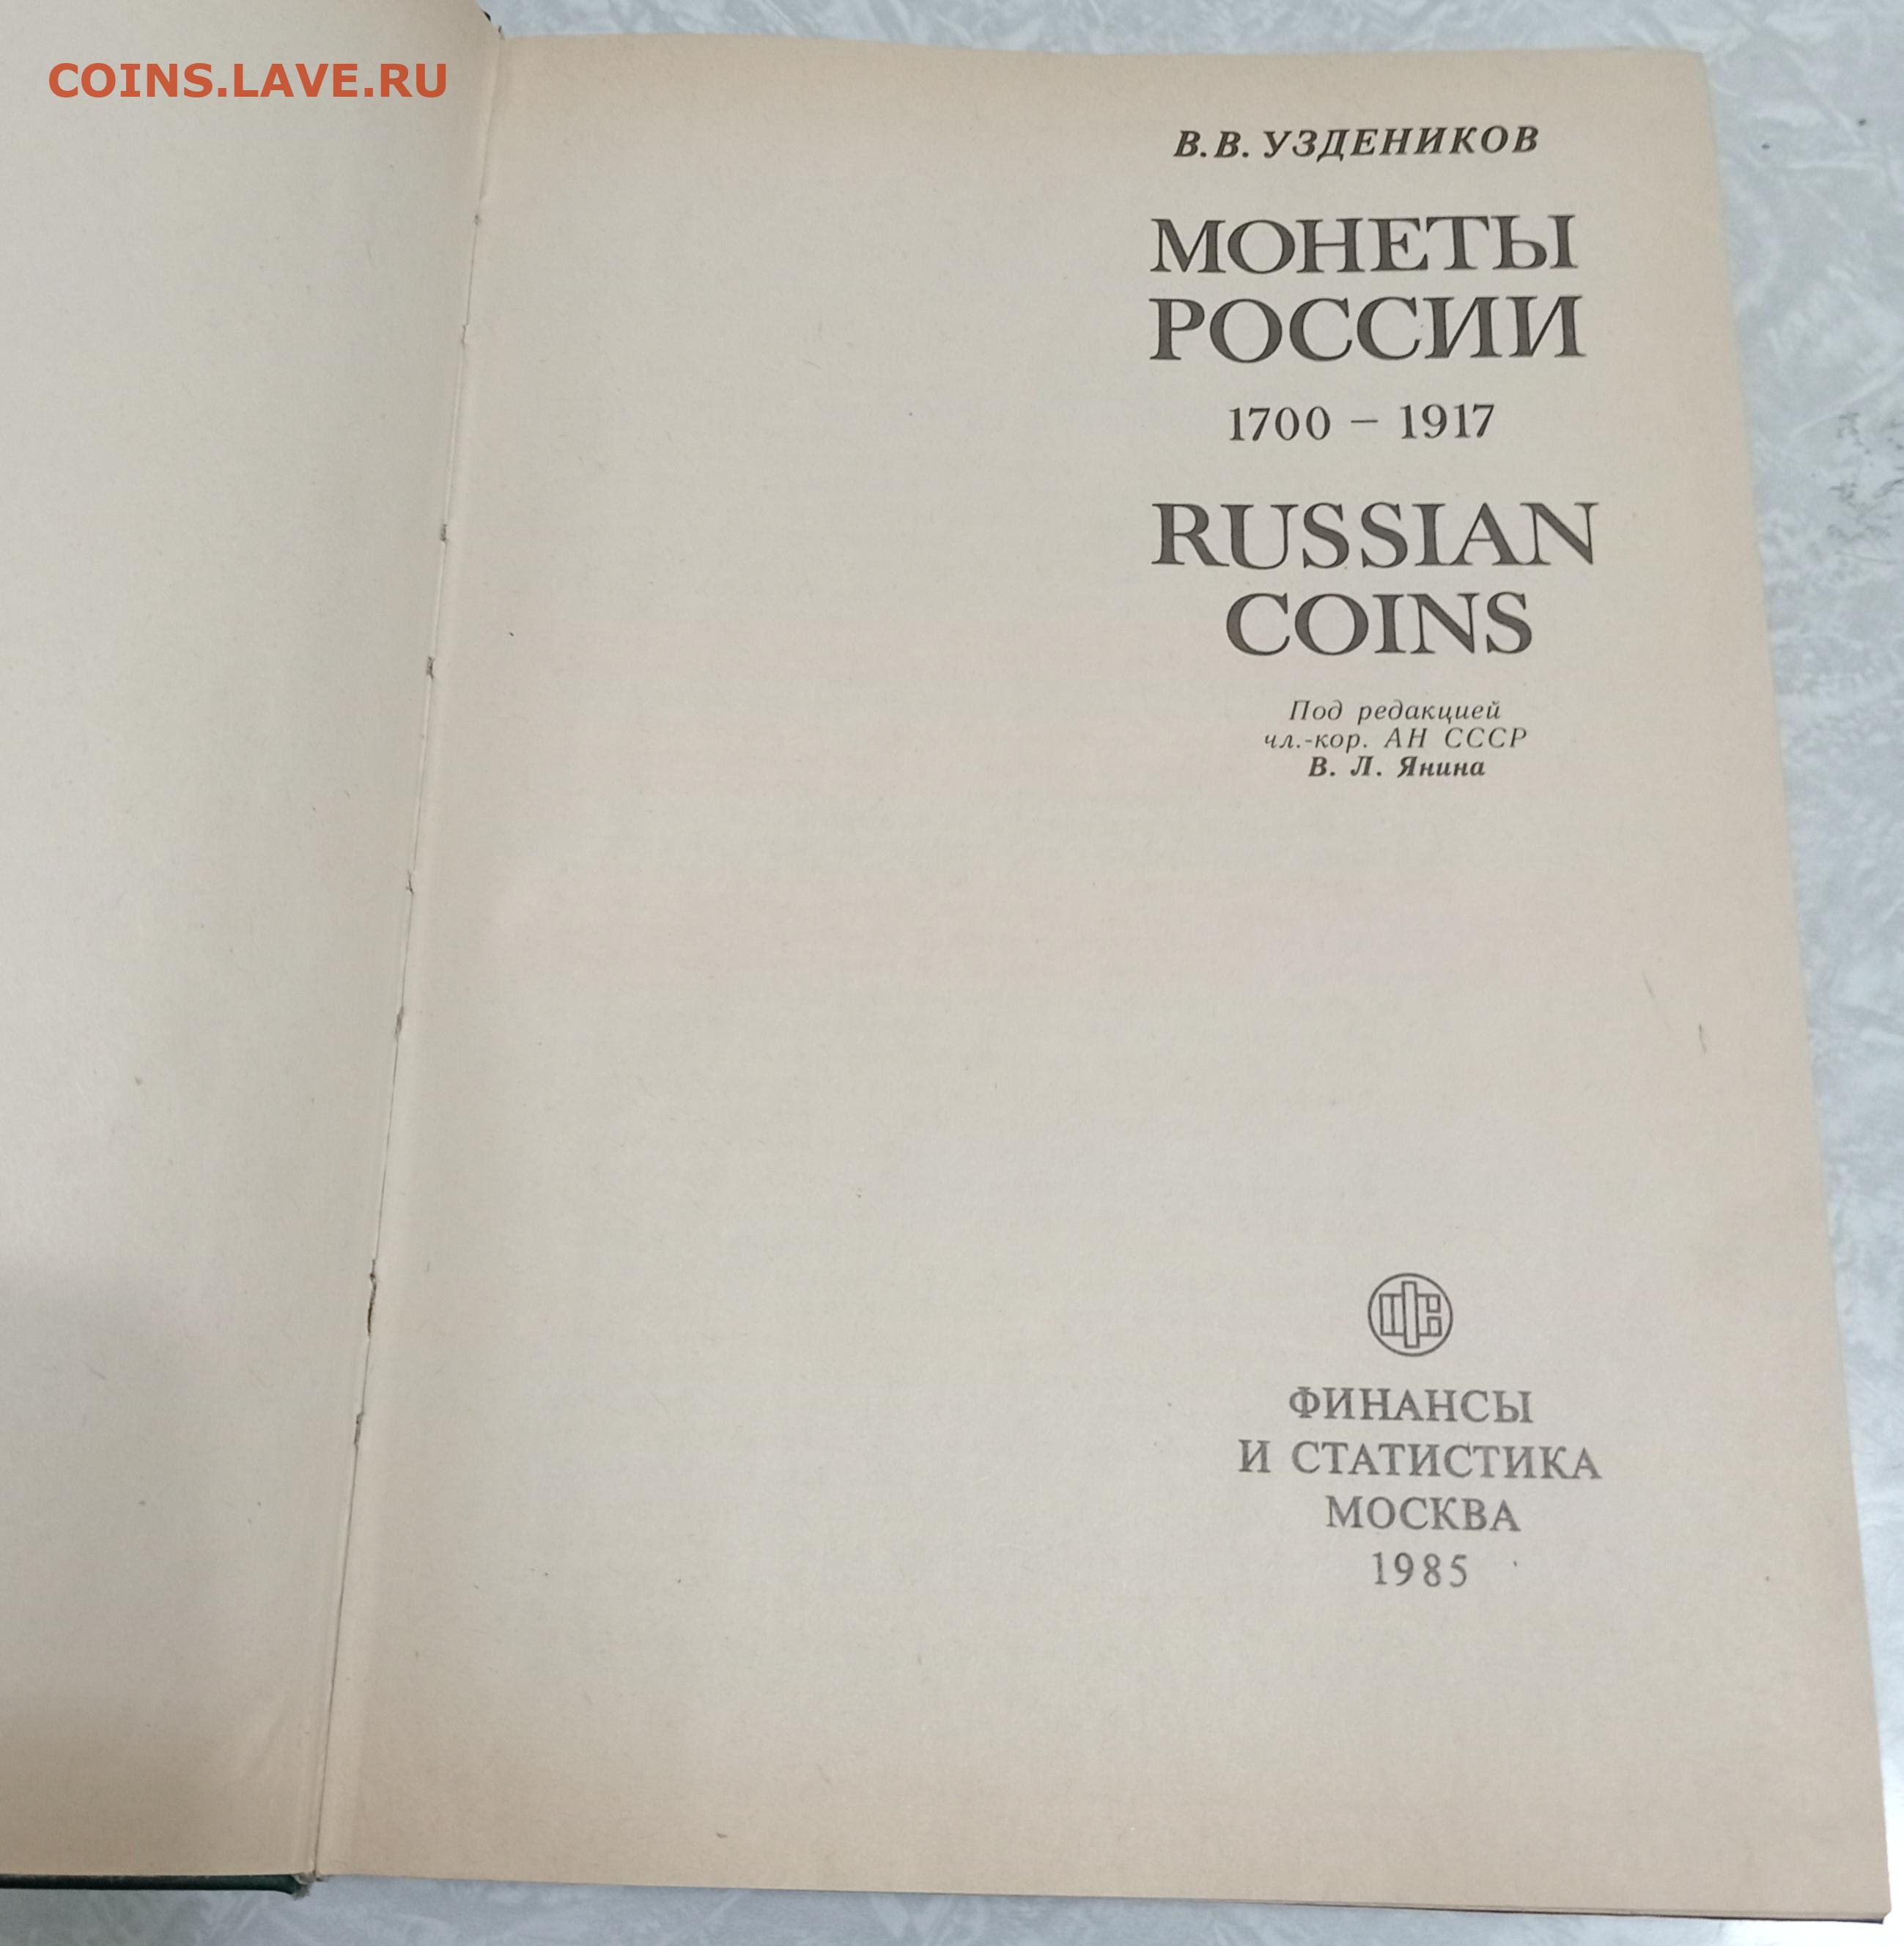 COINS.LAVE.RU
В.В. УЗДЕНИКОВ
МОНЕТЫ
РОССИИ
1700 – 1917
RUSSIAN
COINS
Под редакцией
чл.-кор. АН СССР
В. Л. Янина
ФИНАНСЫ
И СТАТИСТИКА
МОСКВА
1985